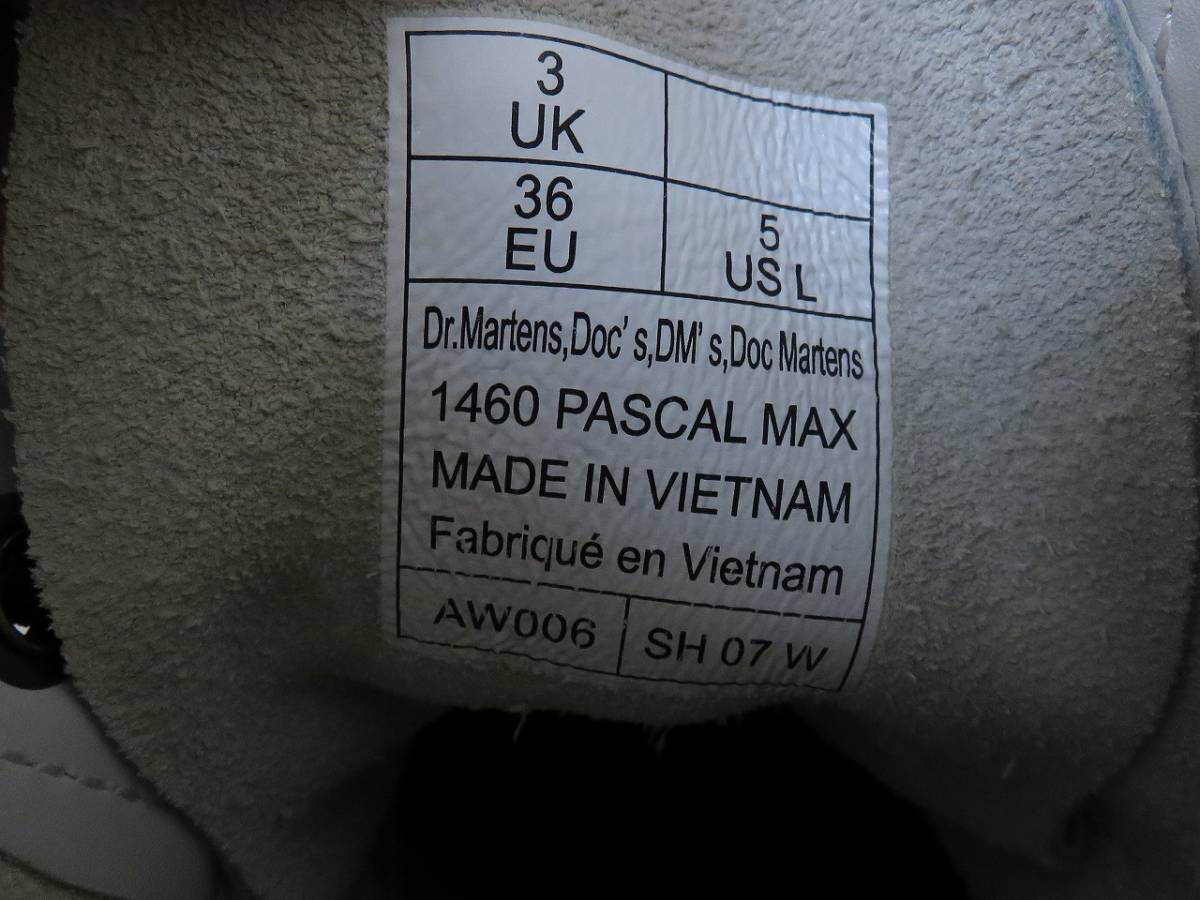 3
UK
36
EU
5
US L
Dr.Martens,Doc's,DM's,Doc Martens
1460 PASCAL MAX
MADE IN VIETNAM
Fabriqué en Vietnam
AW006
SH 07 W